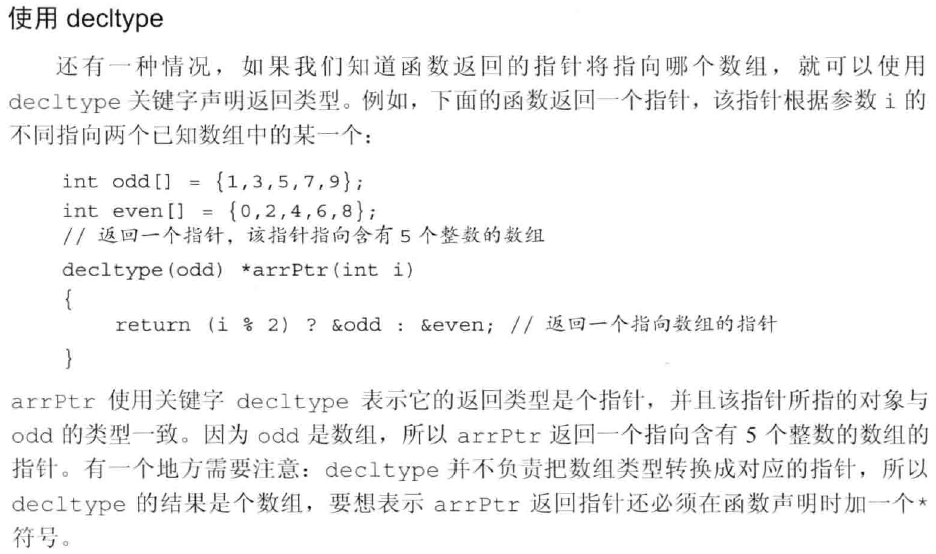 使用 decltype
还有一种情况，如果我们知道函数返回的指针将指向哪个数组，就可以使用
decltype 关键字声明返回类型。例如，下面的函数返回一个指针，该指针根据参数 i 的
不同指向两个已知数组中的某一个：
int odd[] = {1,3,5,7,9};
int even[] = {0,2,4,6,8};
// 返回一个指针，该指针指向含有 5 个整数的数组
decltype(odd) *arrPtr(int i)
{
return (i % 2) ? &odd : &even; // 返回一个指向数组的指针
}
arrPtr 使用关键字 decltype 表示它的返回类型是个指针，并且该指针所指的对象与
odd 的类型一致。因为 odd 是数组，所以 arrPtr 返回一个指向含有 5 个整数的数组的
指针。有一个地方需要注意：decltype 并不负责把数组类型转换成对应的指针，所以
decltype 的结果是个数组，要想表示 arrPtr 返回指针还必须在函数声明时加一个*
符号。